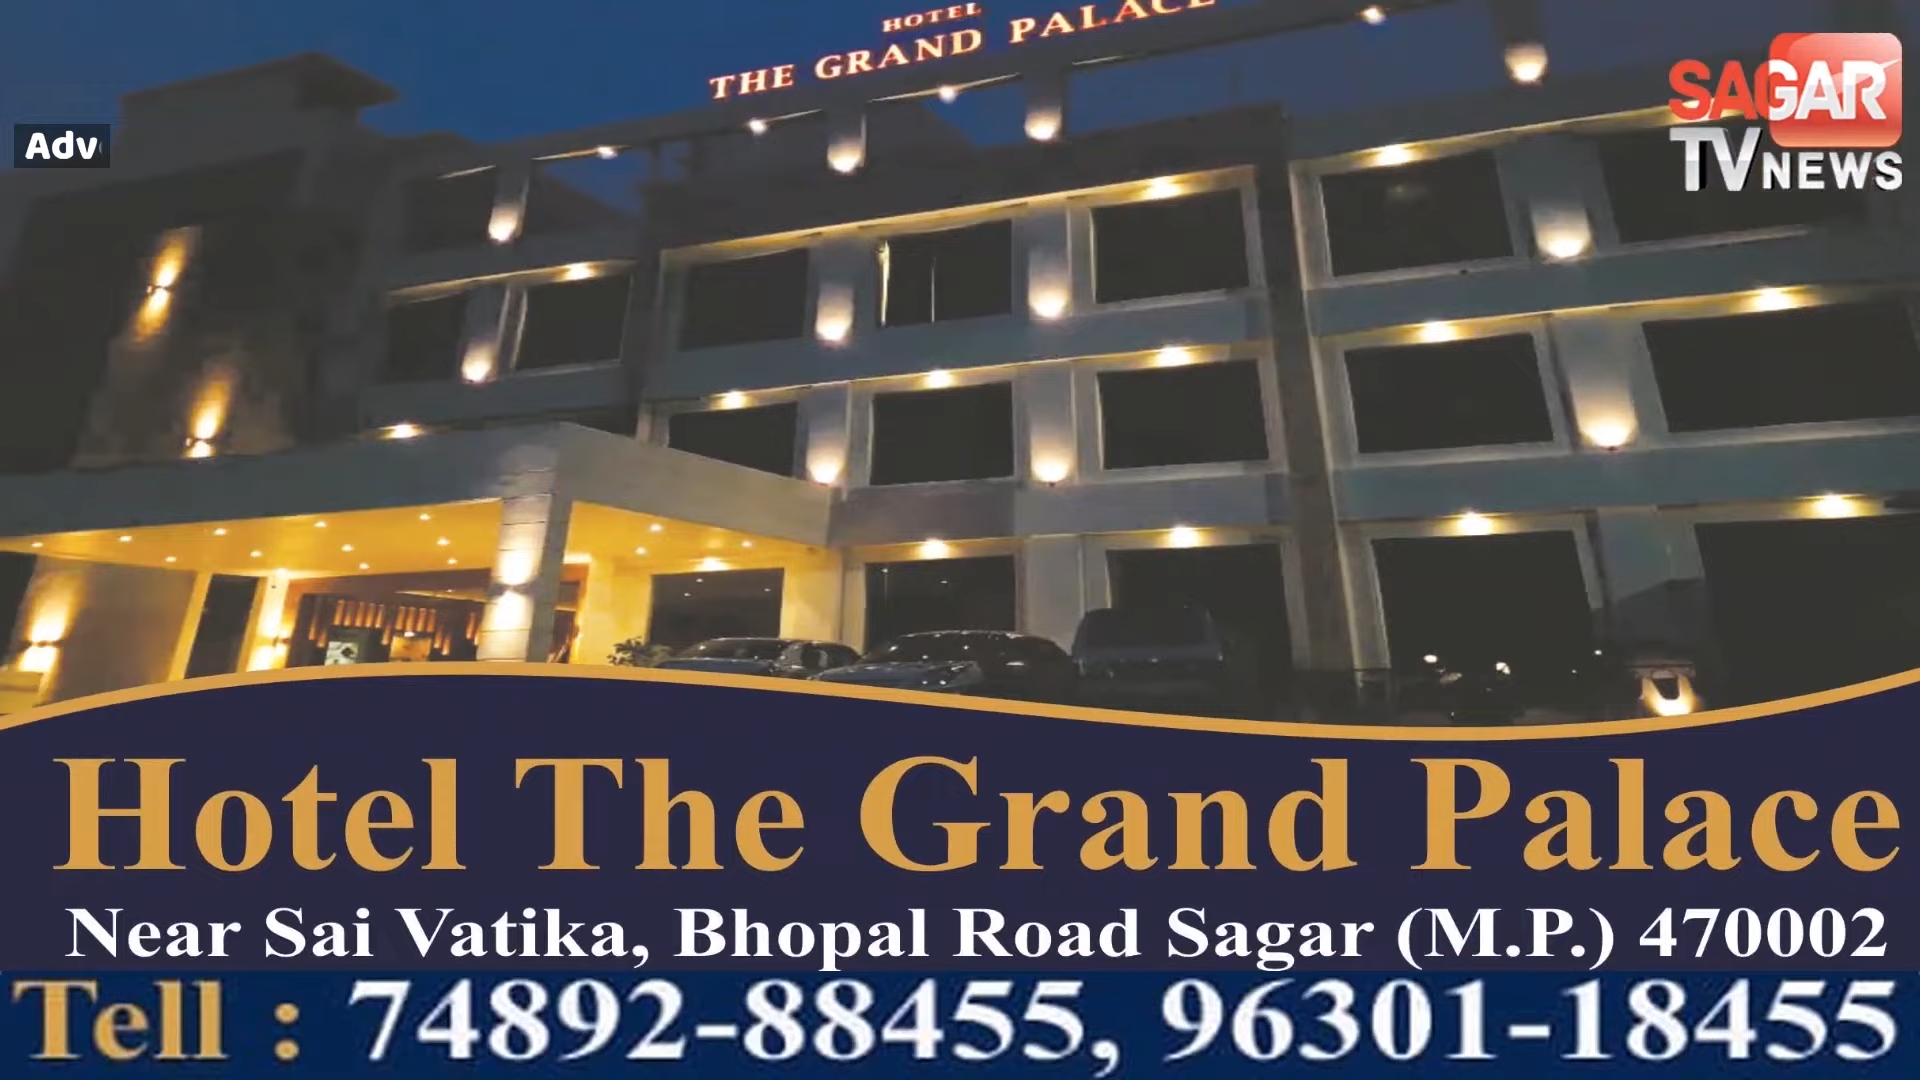 HOTEL
THE GRAND PALACE
SAGAR
TV NEWS
Adv
Hotel The Grand Palace
Near Sai Vatika, Bhopal Road Sagar (M.P.) 470002
Tell : 74892-88455, 96301-18455